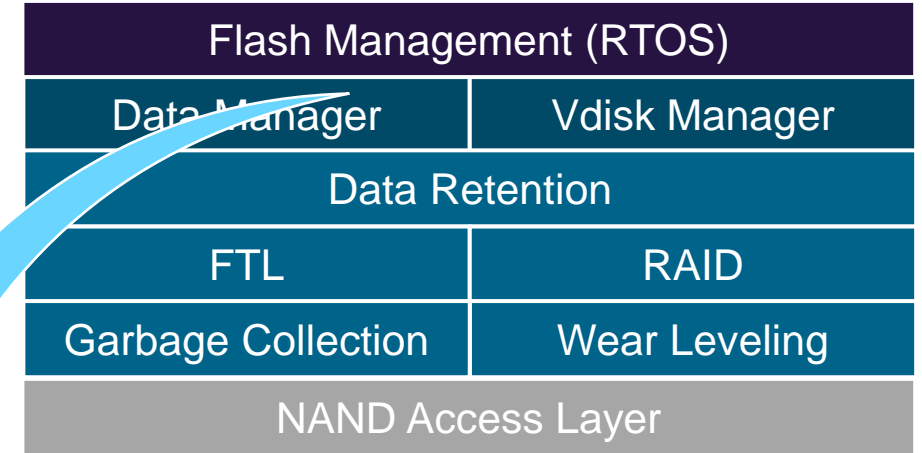 Flash Management (RTOS)
Data Manager
Vdisk Manager
Data Retention
FTL
RAID
Garbage Collection
Wear Leveling
NAND Access Layer